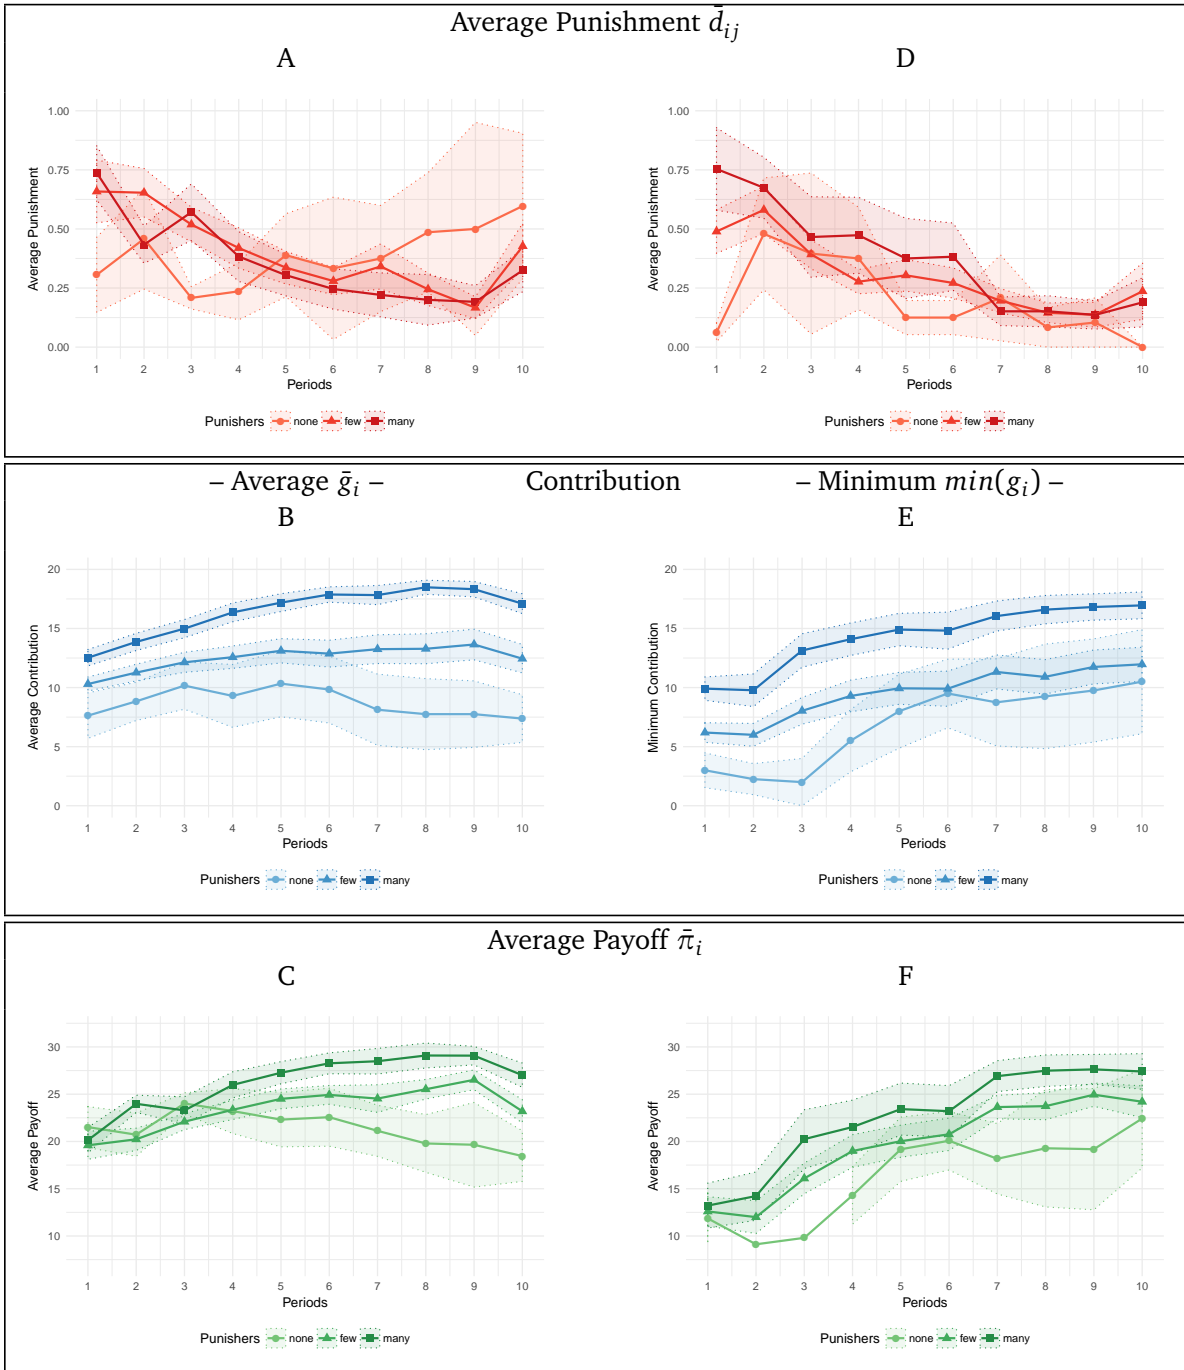 Average Punishment d̄ij
A
D
1.00
0.75
0.50
0.25
0.00
Average Punishment
1 2 3 4 5 6 7 8 9 10
Periods
Punishers none few many
1.00
0.75
0.50
0.25
0.00
Average Punishment
1 2 3 4 5 6 7 8 9 10
Periods
Punishers none few many
– Average ḡi – Contribution – Minimum min(gi) –
B
E
20
15
10
5
0
Average Contribution
1 2 3 4 5 6 7 8 9 10
Periods
Punishers none few many
20
15
10
5
0
Minimum Contribution
1 2 3 4 5 6 7 8 9 10
Periods
Punishers none few many
Average Payoff π̄i
C
F
30
25
20
15
10
Average Payoff
1 2 3 4 5 6 7 8 9 10
Periods
Punishers none few many
30
25
20
15
10
Average Payoff
1 2 3 4 5 6 7 8 9 10
Periods
Punishers none few many